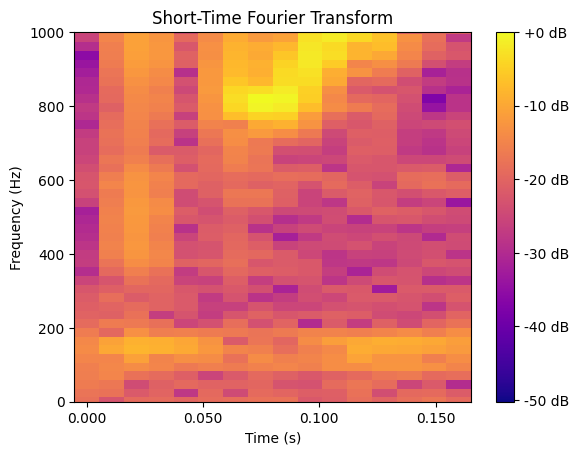 Short-Time Fourier Transform
1000
800
600
400
200
0
Frequency (Hz)
0.000
0.050
0.100
0.150
Time (s)
+0 dB
-10 dB
-20 dB
-30 dB
-40 dB
-50 dB